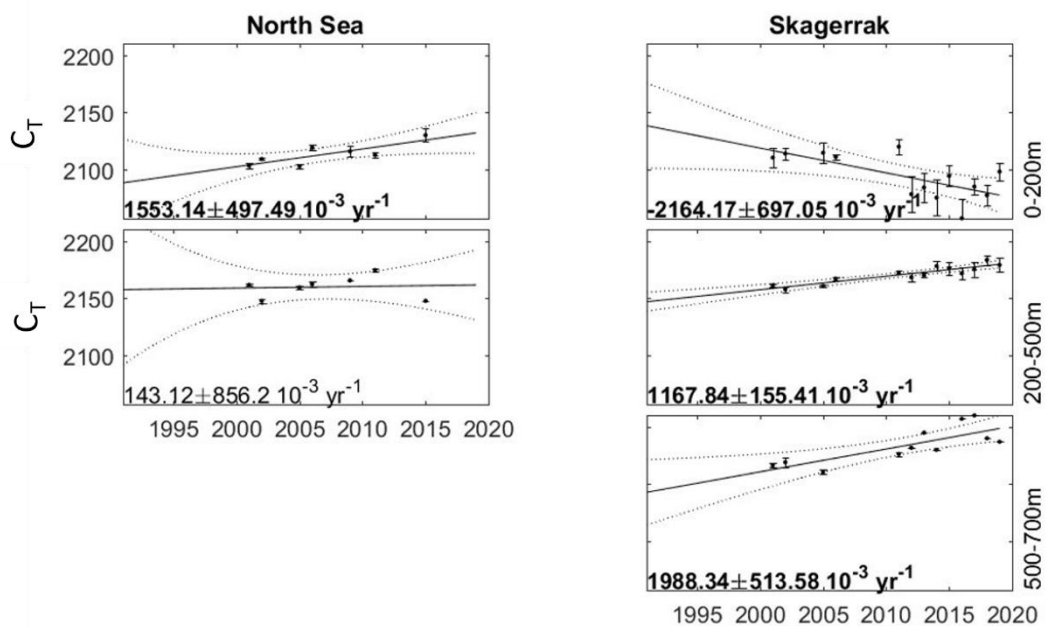 North Sea
Skagerrak
2200
2150
2100
C_T
1553.14±497.49 10^-3 yr^-1
-2164.17±697.05 10^-3 yr^-1
0-200m
2200
2150
2100
C_T
143.12±856.2 10^-3 yr^-1
1167.84±155.41 10^-3 yr^-1
200-500m
1995 2000 2005 2010 2015 2020
1988.34±513.58 10^-3 yr^-1
500-700m
1995 2000 2005 2010 2015 2020